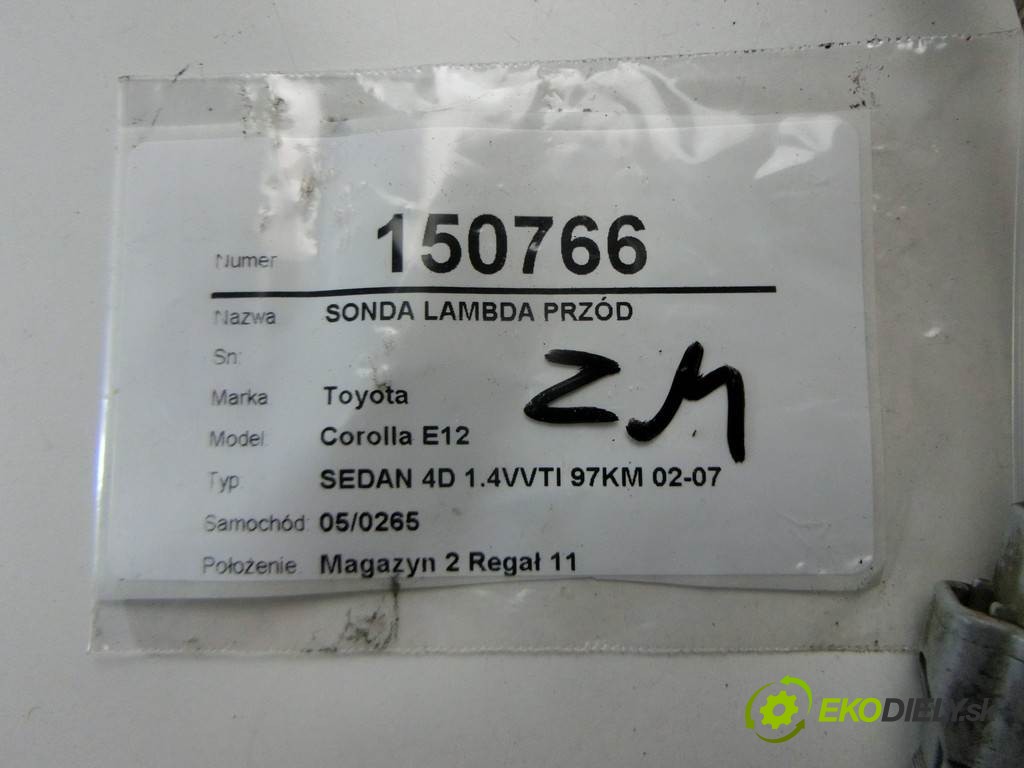 Numer 150766
Nazwa SONDA LAMBDA PRZÓD
Sn:
Marka Toyota
ZM
Model: Corolla E12
Typ SEDAN 4D 1.4VVTI 97KM 02-07
Samochód: 05/0265
Położenie Magazyn 2 Regał 11
EKODIELY.sk